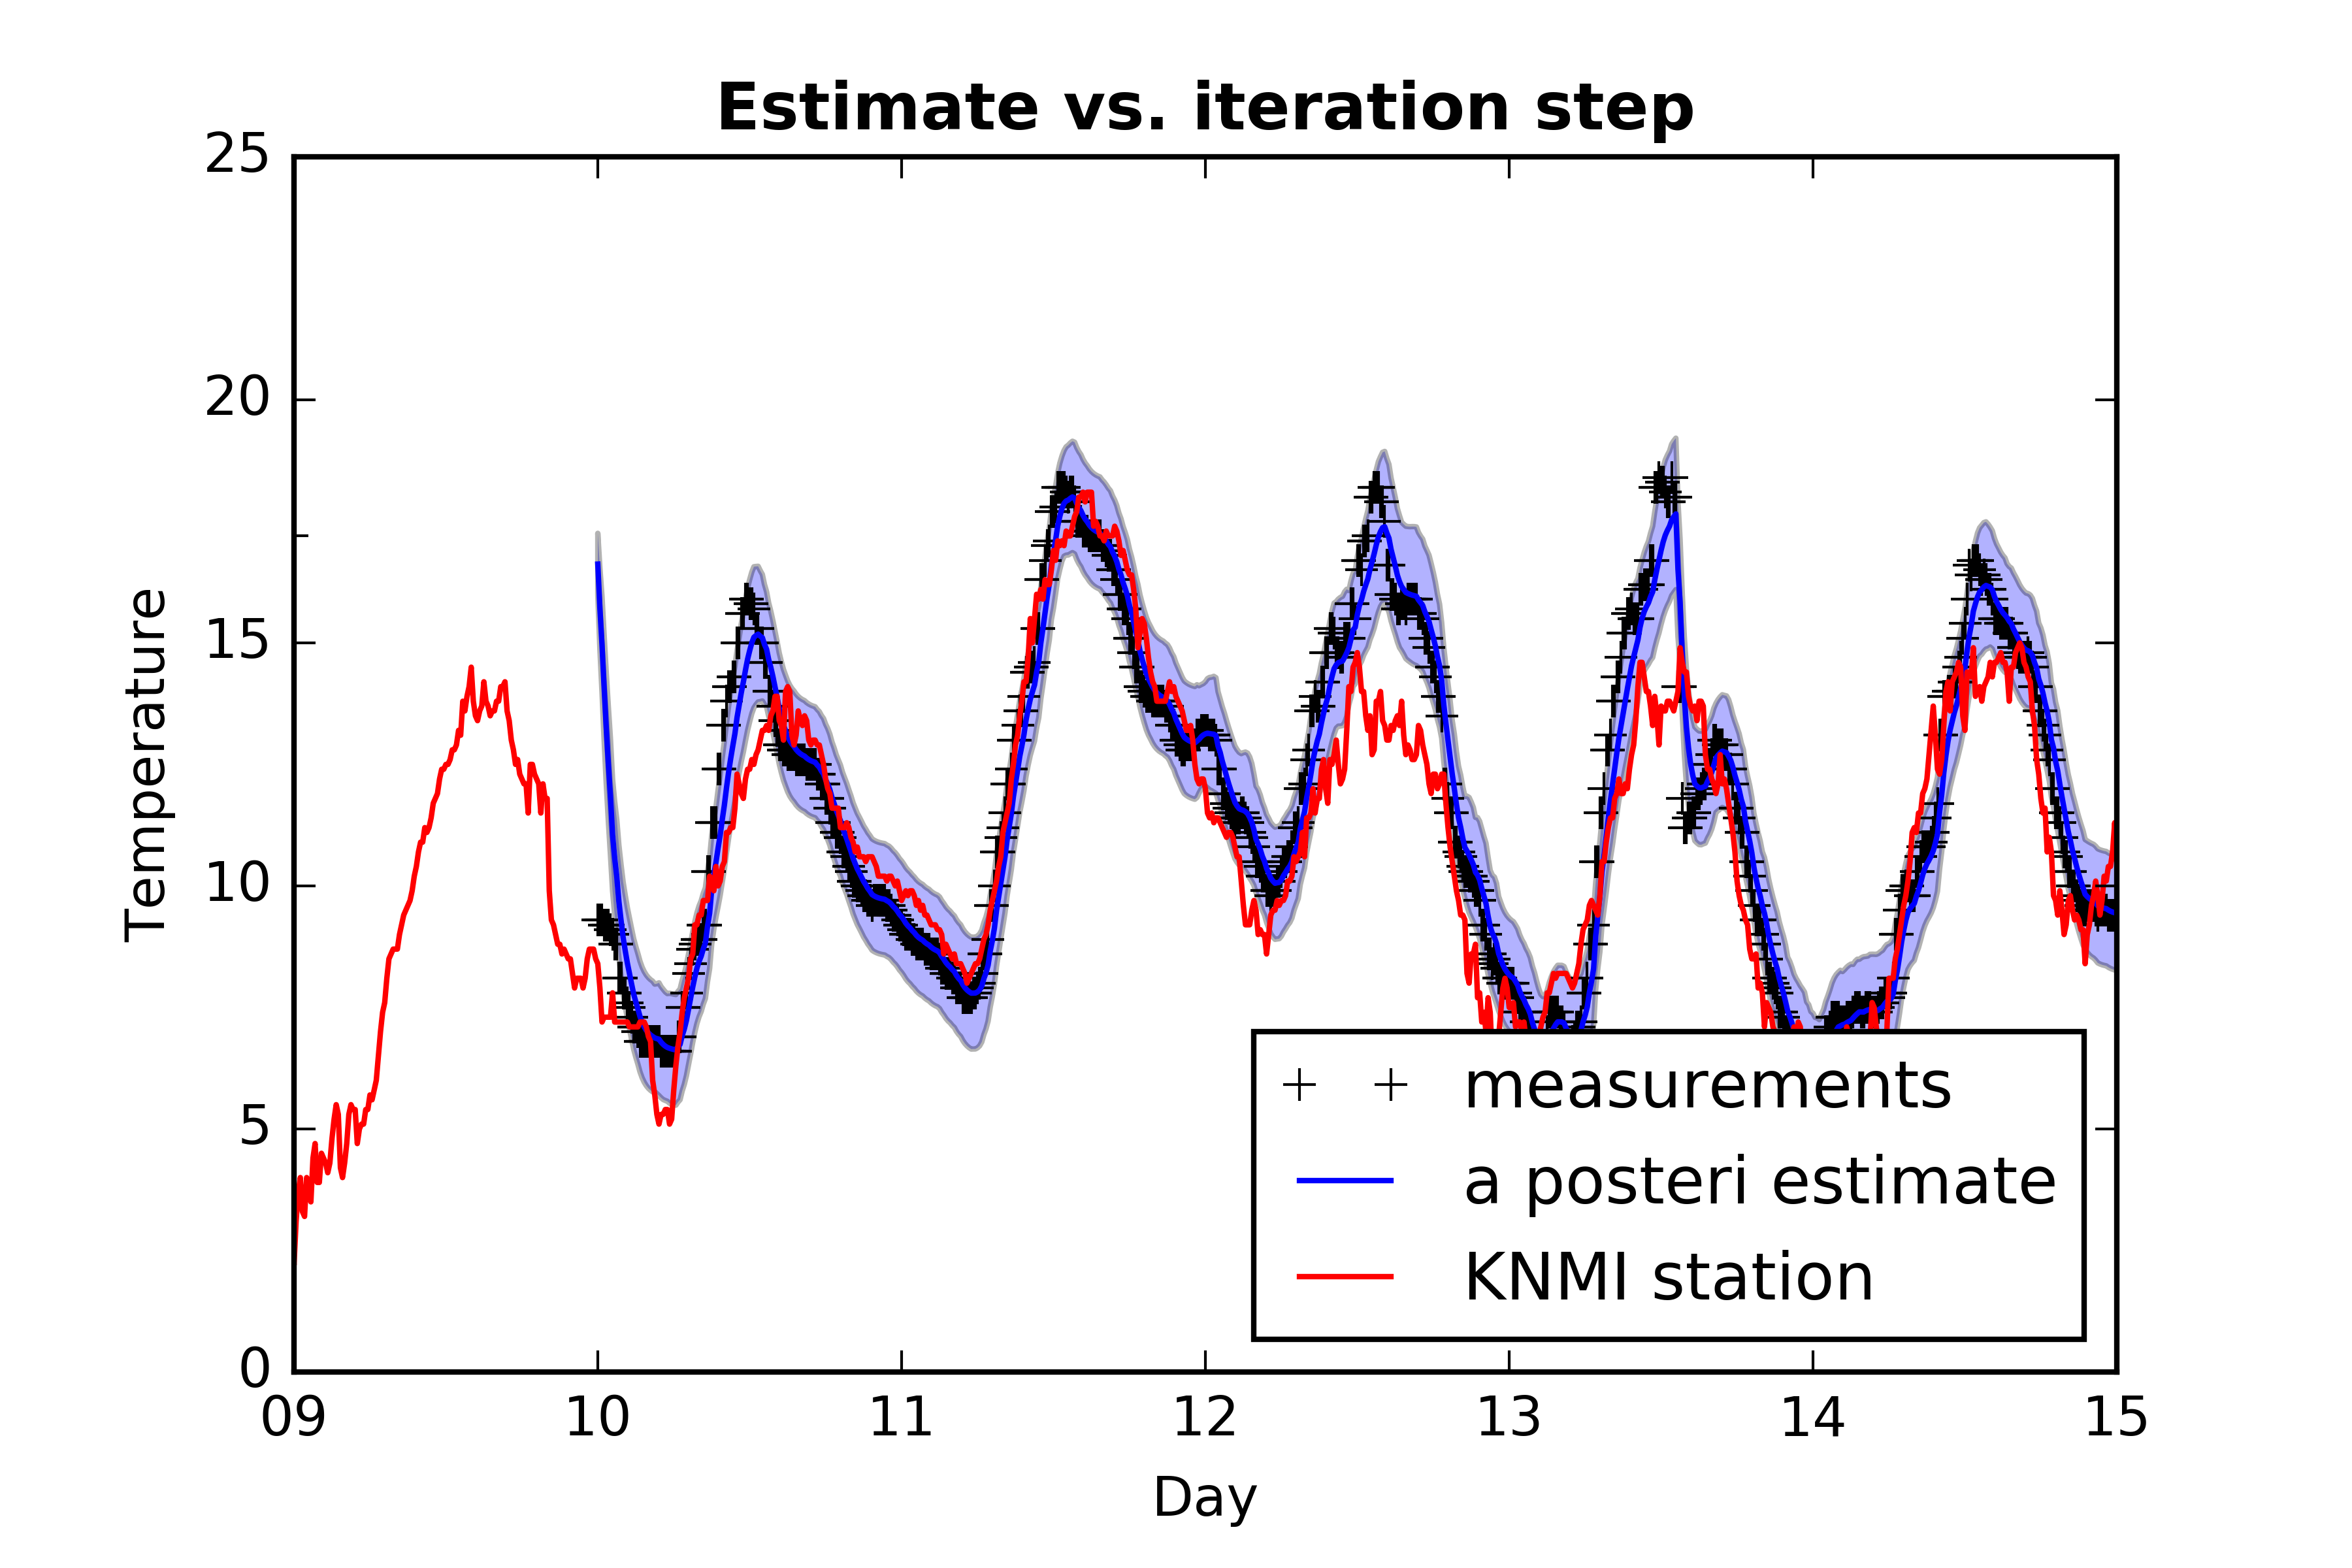 Estimate vs. iteration step
25
20
15
10
5
0
Temperature
measurements
a posteri estimate
KNMI station
09 10 11 12 13 14 15
Day